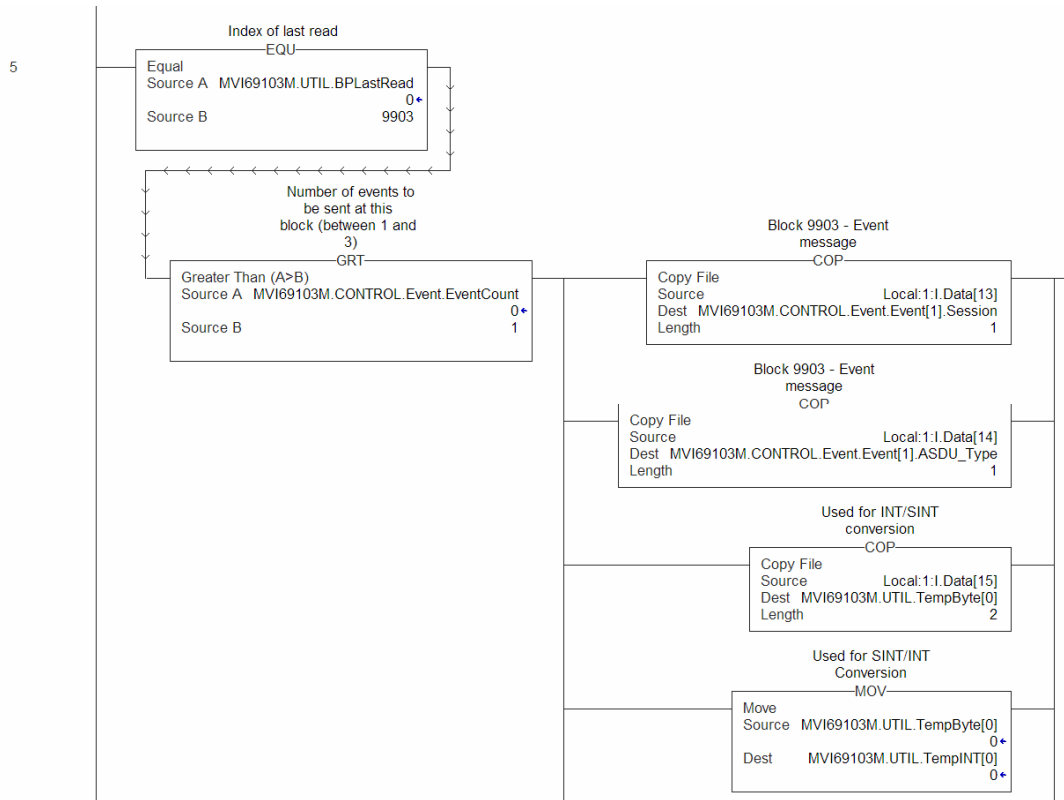 5
Index of last read
EQU
Equal
Source A MVI69103M.UTIL.BPLastRead
0
Source B 9903
Number of events to
be sent at this
block (between 1 and
3)
GRT
Greater Than (A>B)
Source A MVI69103M.CONTROL.Event.EventCount
0
Source B 1
Block 9903 - Event
message
COP
Copy File
Source Local:1:I.Data[13]
Dest MVI69103M.CONTROL.Event.Event[1].Session
Length 1
Block 9903 - Event
message
COP
Copy File
Source Local:1:I.Data[14]
Dest MVI69103M.CONTROL.Event.Event[1].ASDU_Type
Length 1
Used for INT/SINT
conversion
COP
Copy File
Source Local:1:I.Data[15]
Dest MVI69103M.UTIL.TempByte[0]
Length 2
Used for SINT/INT
Conversion
MOV
Move
Source MVI69103M.UTIL.TempByte[0]
0
Dest MVI69103M.UTIL.TempINT[0]
0